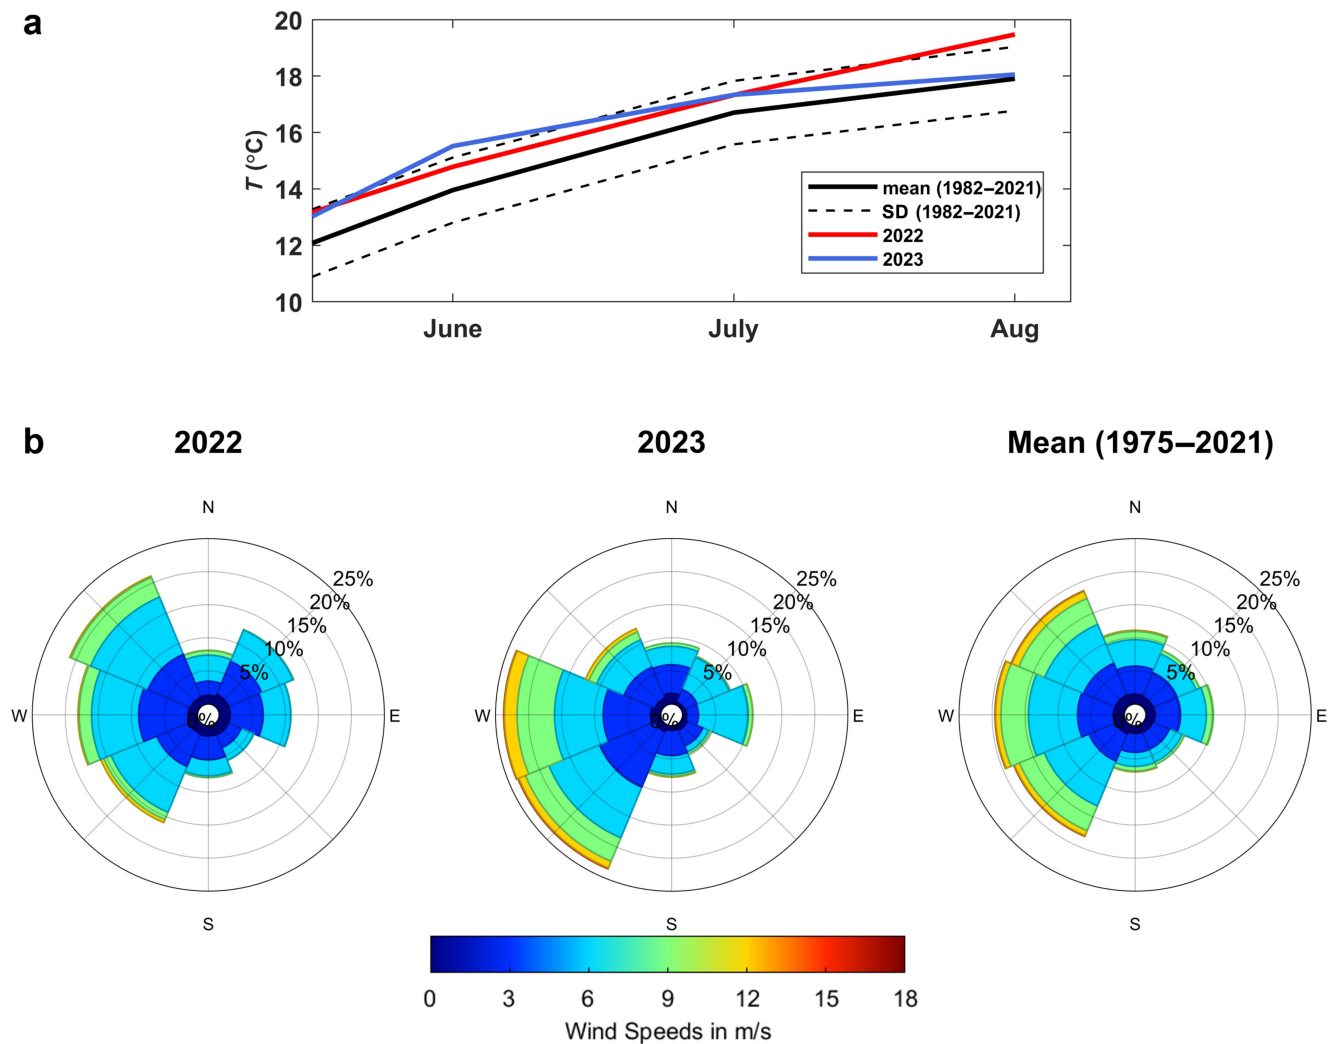 a
20
18
16
14
12
10
T (°C)
June
July
Aug
mean (1982–2021)
SD (1982–2021)
2022
2023
b
2022
2023
Mean (1975–2021)
N
25%
20%
15%
10%
5%
W
E
S
N
25%
20%
15%
10%
5%
W
E
S
N
25%
20%
15%
10%
5%
W
E
S
0
3
6
9
12
15
18
Wind Speeds in m/s